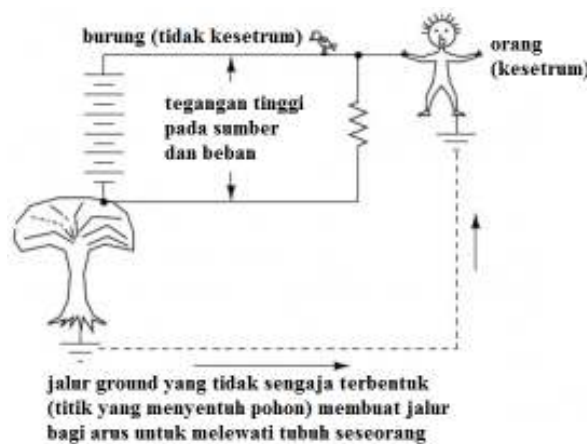 burung (tidak kesetrum)
orang
(kesetrum)
tegangan tinggi
pada sumber
dan beban
jalur ground yang tidak sengaja terbentuk
(titik yang menyentuh pohon) membuat jalur
bagi arus untuk melewati tubuh seseorang